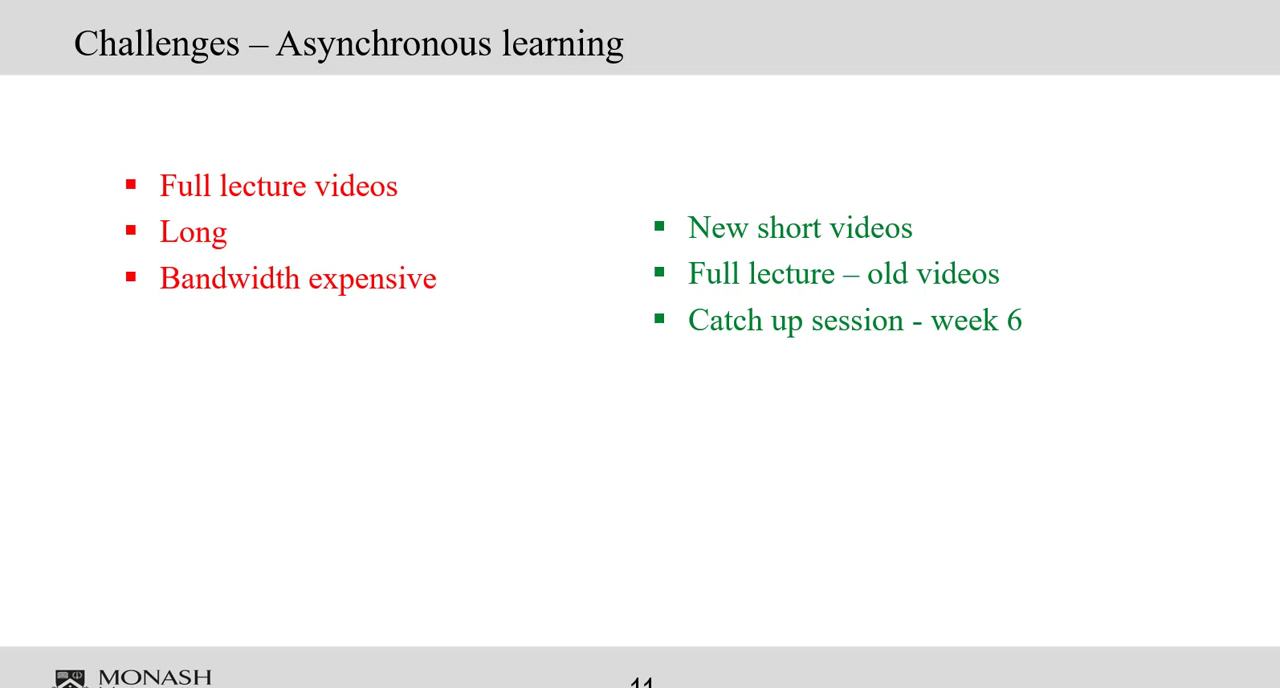 Challenges – Asynchronous learning
Full lecture videos
Long
Bandwidth expensive
New short videos
Full lecture – old videos
Catch up session - week 6
MONASH
11